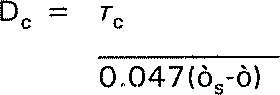 D_c = τ_c
0.047(ò_s-ò)